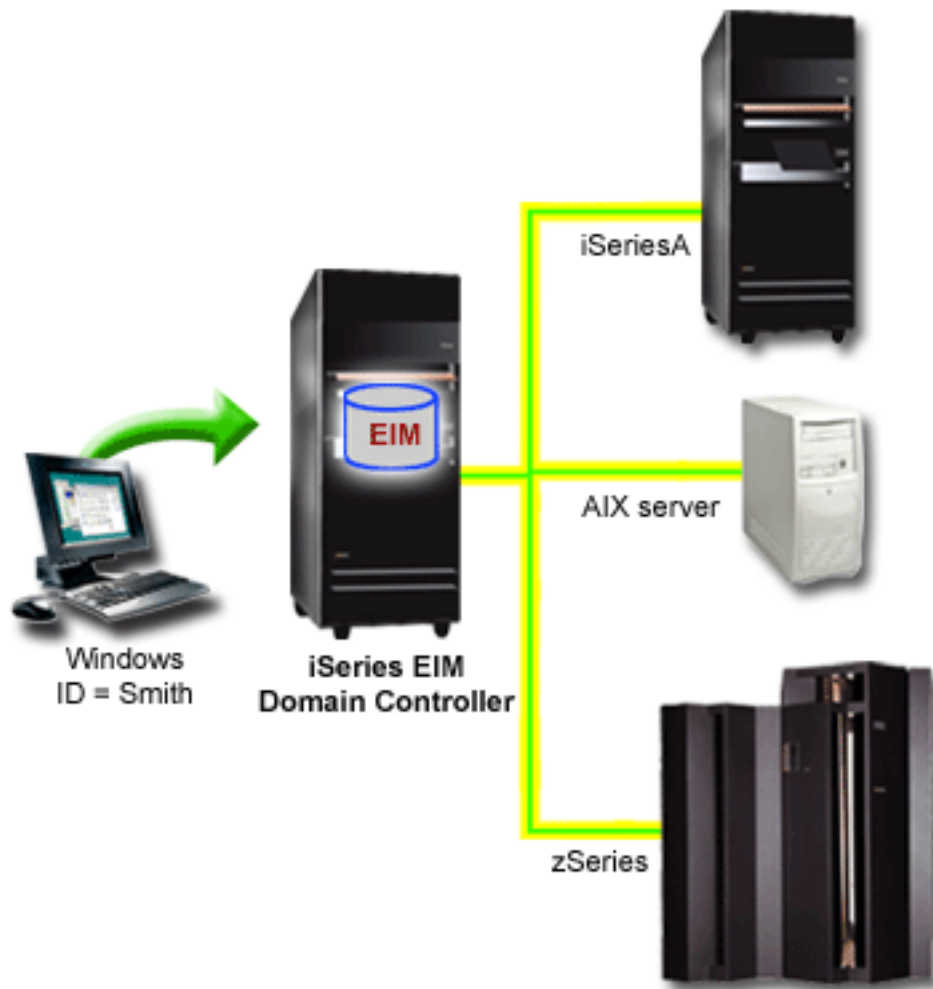 iSeriesA
EIM
AIX server
Windows
ID = Smith
iSeries EIM
Domain Controller
zSeries